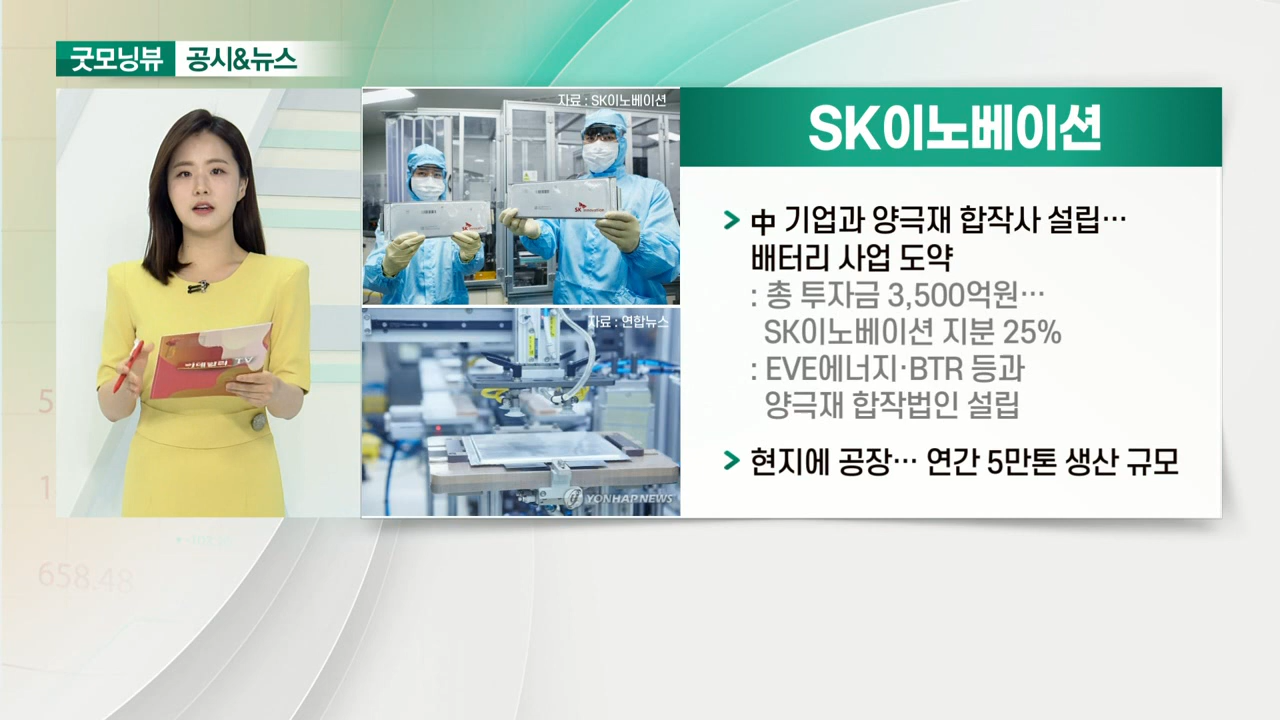 굿모닝뷰 공시&뉴스
자료 : SK이노베이션
SK이노베이션
中 기업과 양극재 합작사 설립…
배터리 사업 도약
: 총 투자금 3,500억원…
SK이노베이션 지분 25%
: EVE에너지·BTR 등과
양극재 합작법인 설립
현지에 공장… 연간 5만톤 생산 규모
자료 : 연합뉴스
YONHAP NEWS
658.48